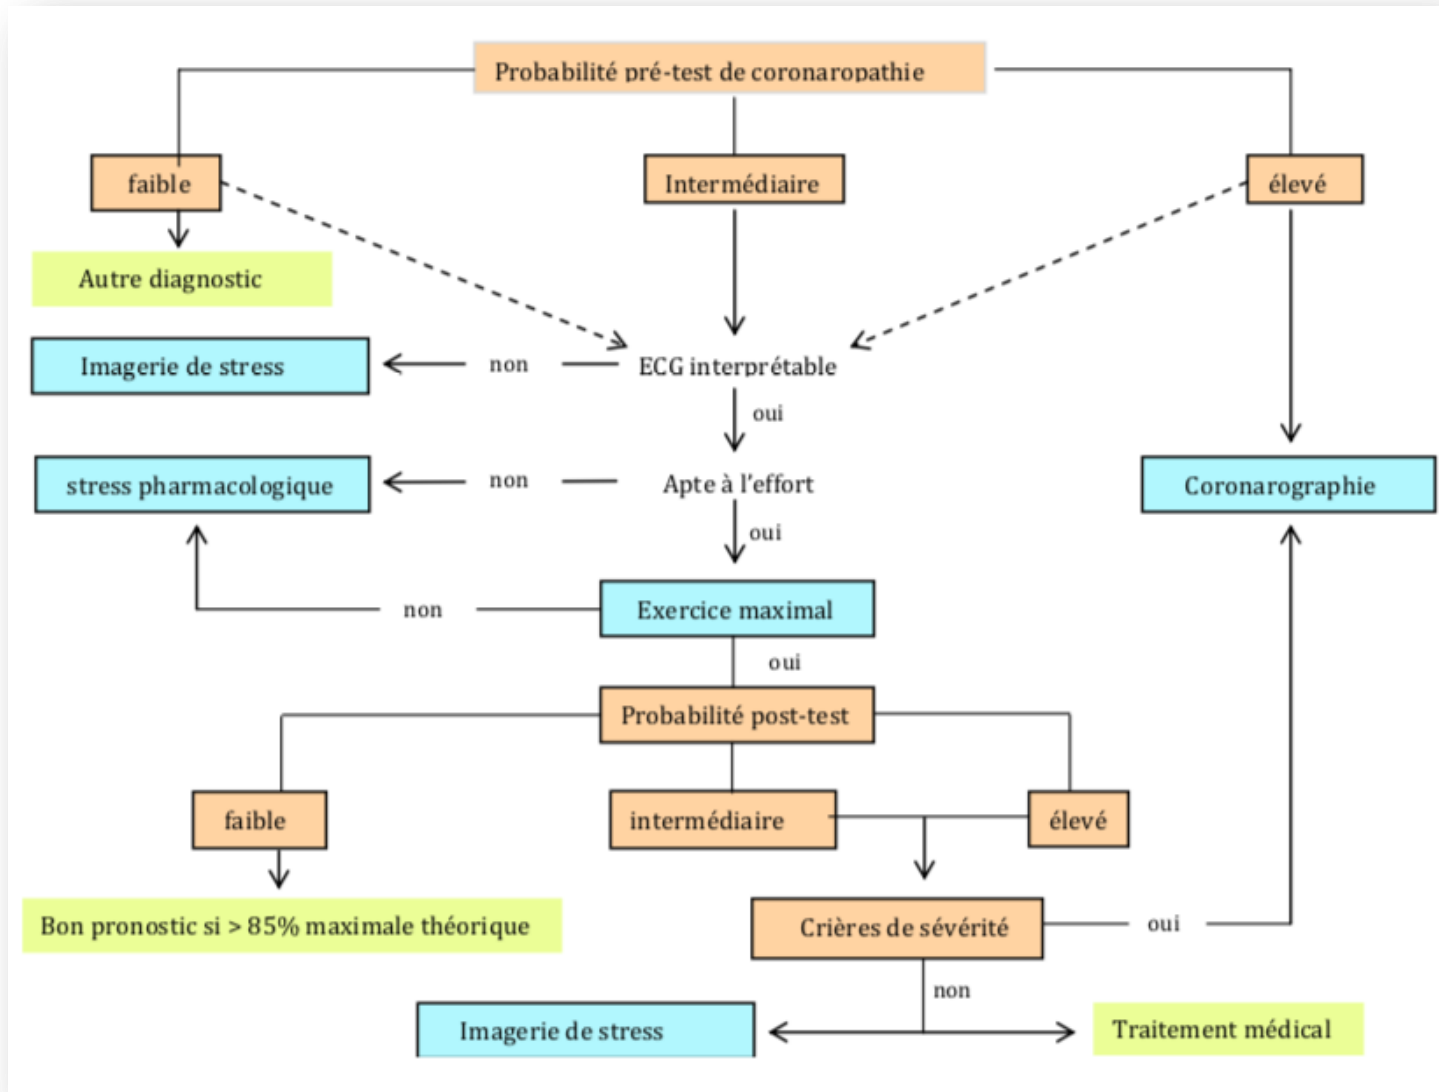 Probabilité pré-test de coronaropathie
faible
Intermédiaire
élevé
Autre diagnostic
Imagerie de stress
non
ECG interprétable
oui
stress pharmacologique
non
Apte à l'effort
Coronarographie
oui
non
Exercice maximal
oui
Probabilité post-test
faible
intermédiaire
élevé
Bon pronostic si > 85% maximale théorique
Crières de sévérité
oui
non
Imagerie de stress
Traitement médical